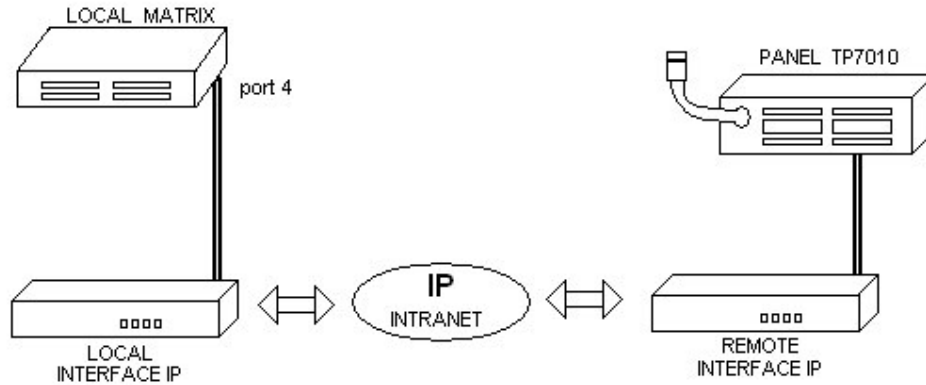 LOCAL MATRIX
port 4
PANEL TP7010
IP
INTRANET
LOCAL
INTERFACE IP
REMOTE
INTERFACE IP